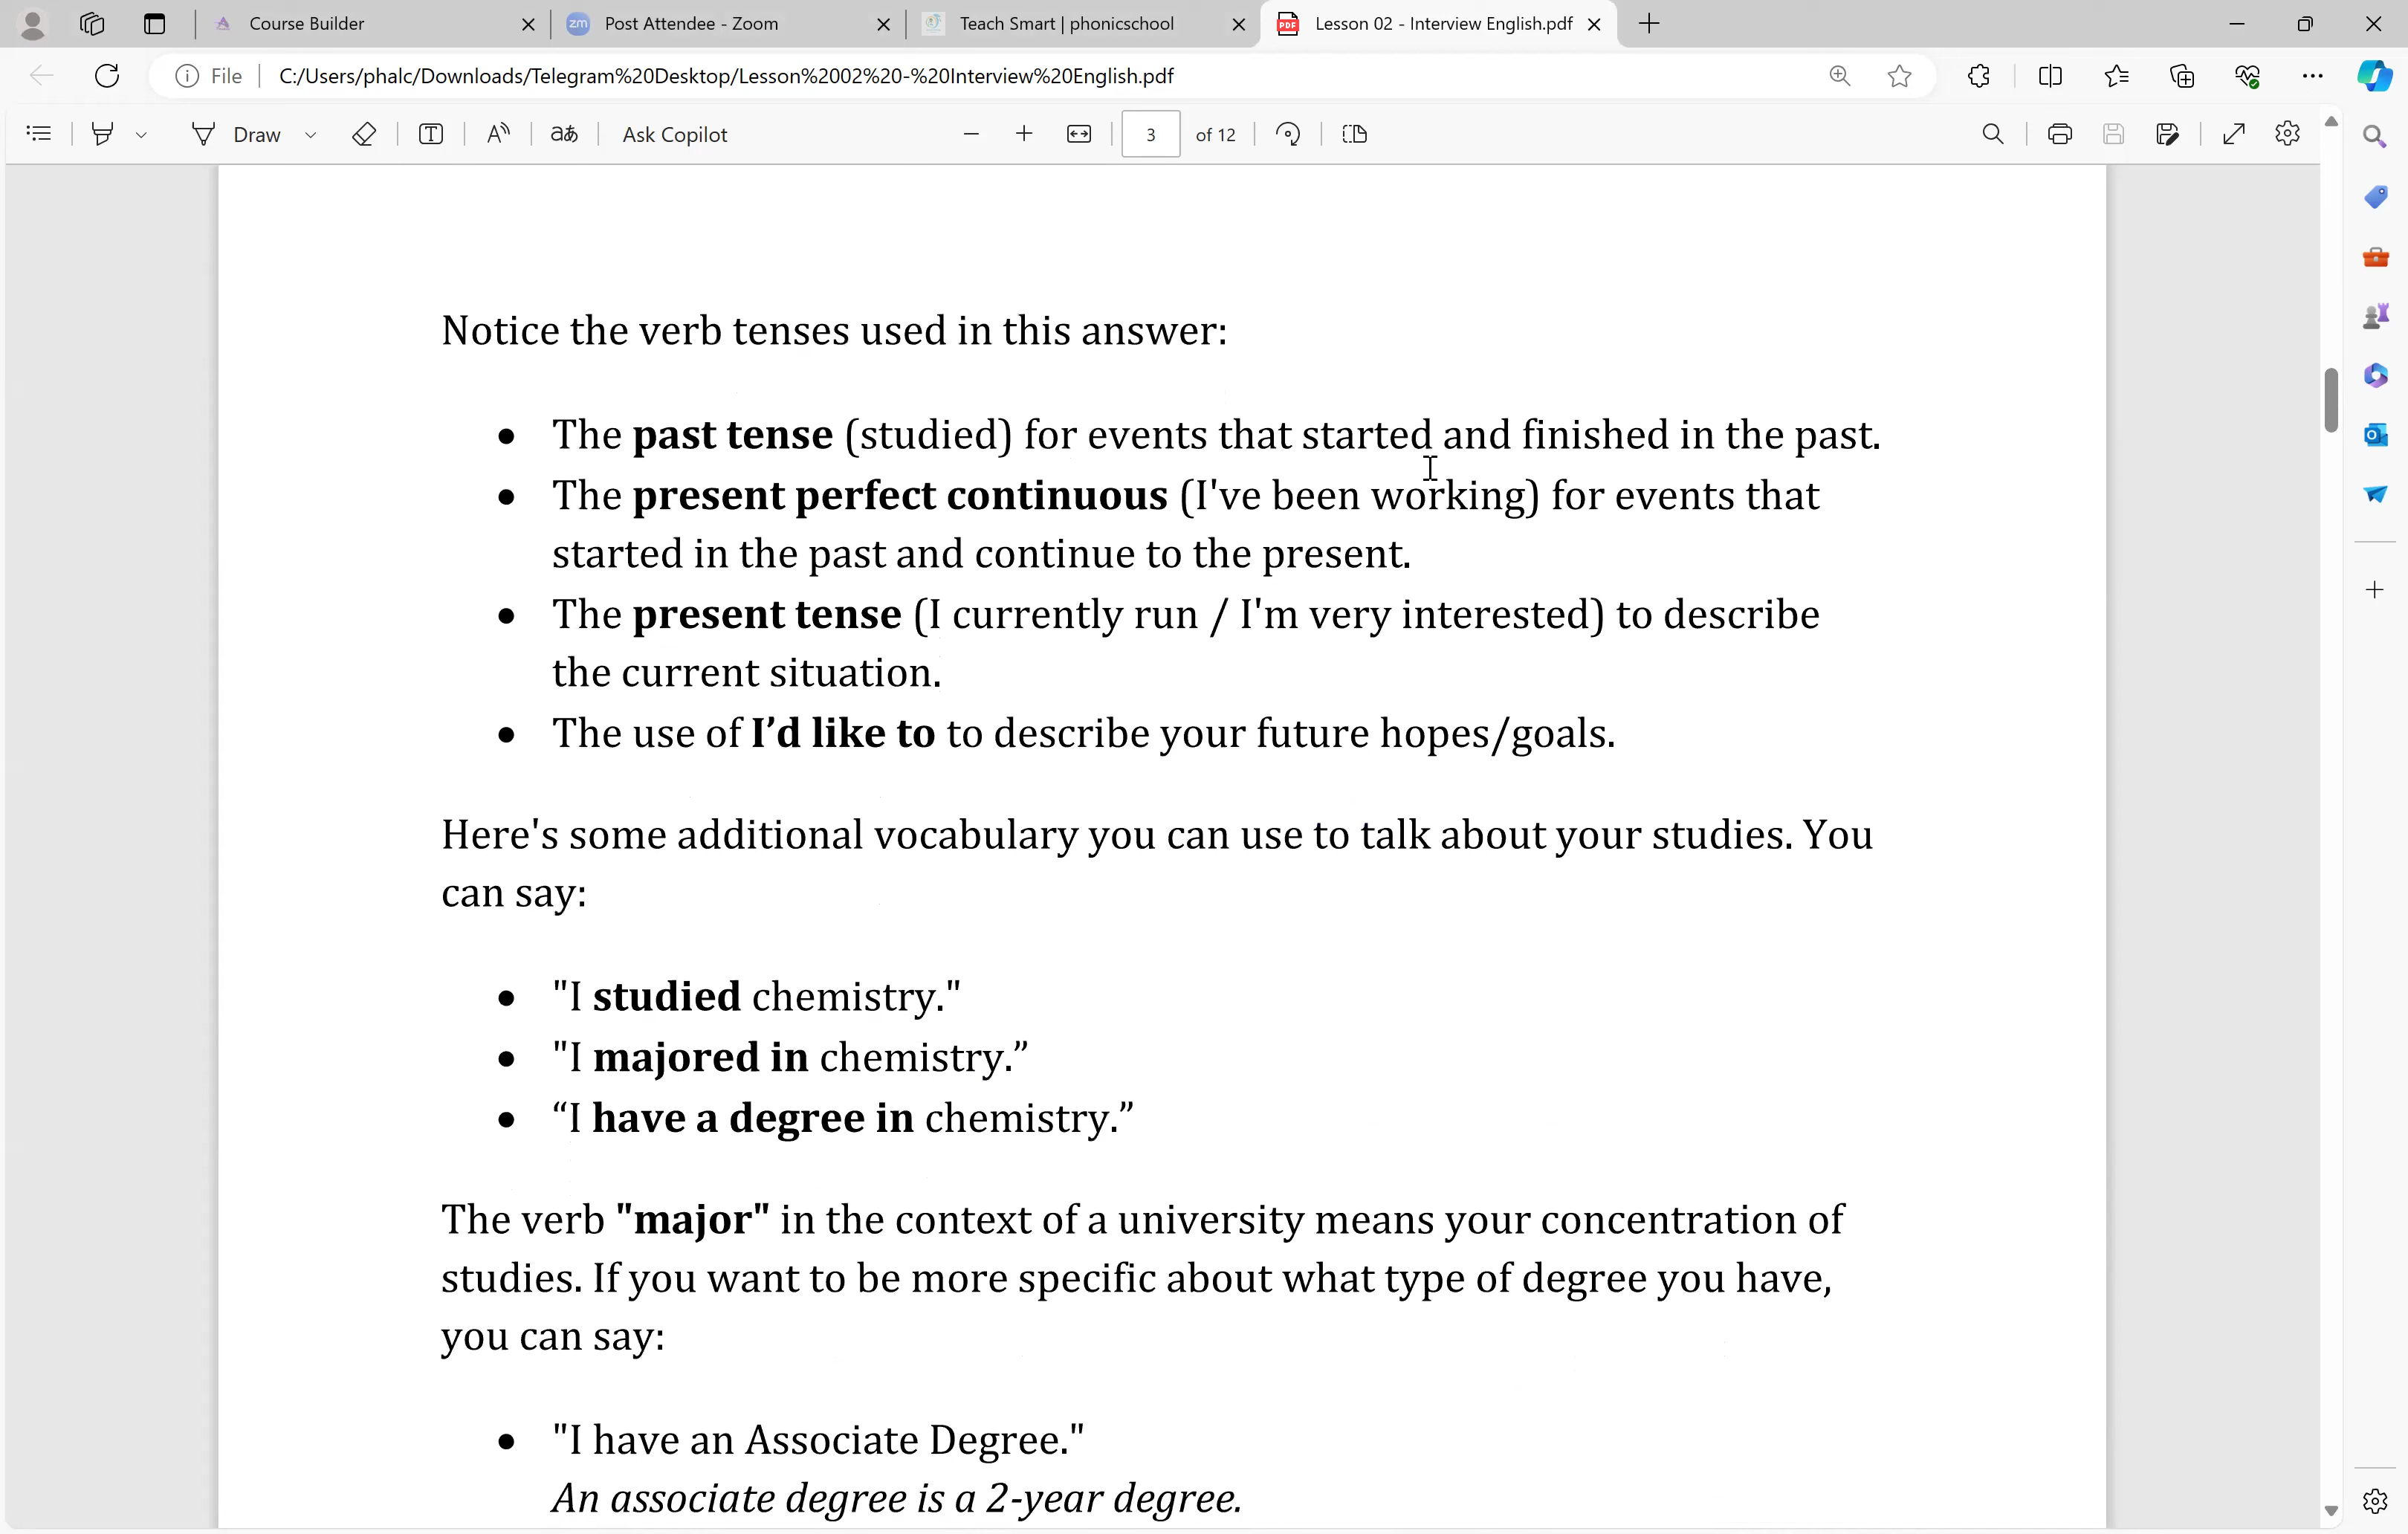 Course Builder
zm Post Attendee - Zoom
Teach Smart | phonicschool
PDF Lesson 02 - Interview English.pdf
File C:/Users/phalc/Downloads/Telegram%20Desktop/Lesson%2002%20-%20Interview%20English.pdf
Draw
aあ
Ask Copilot
3 of 12
Notice the verb tenses used in this answer:
• The past tense (studied) for events that started and finished in the past.
• The present perfect continuous (I've been working) for events that
started in the past and continue to the present.
• The present tense (I currently run / I'm very interested) to describe
the current situation.
• The use of I’d like to to describe your future hopes/goals.
Here's some additional vocabulary you can use to talk about your studies. You
can say:
• "I studied chemistry."
• "I majored in chemistry.”
• “I have a degree in chemistry.”
The verb "major" in the context of a university means your concentration of
studies. If you want to be more specific about what type of degree you have,
you can say:
• "I have an Associate Degree."
An associate degree is a 2-year degree.